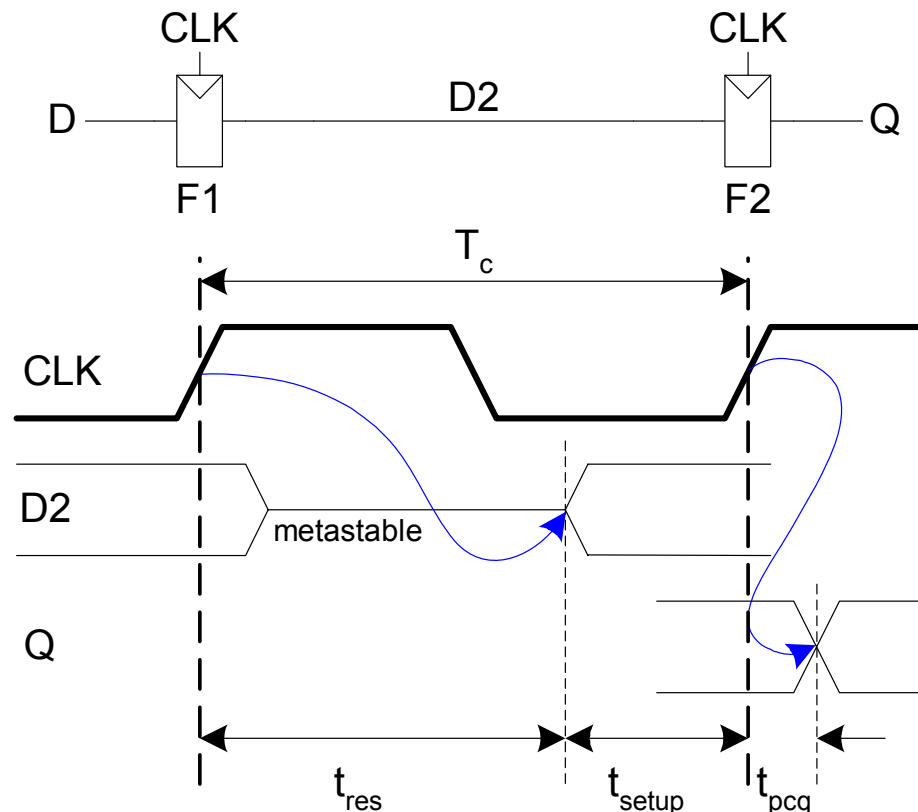 CLK CLK
D D2 Q
F1 F2
T_c
CLK
D2
metastable
Q
t_res t_setup t_pcq